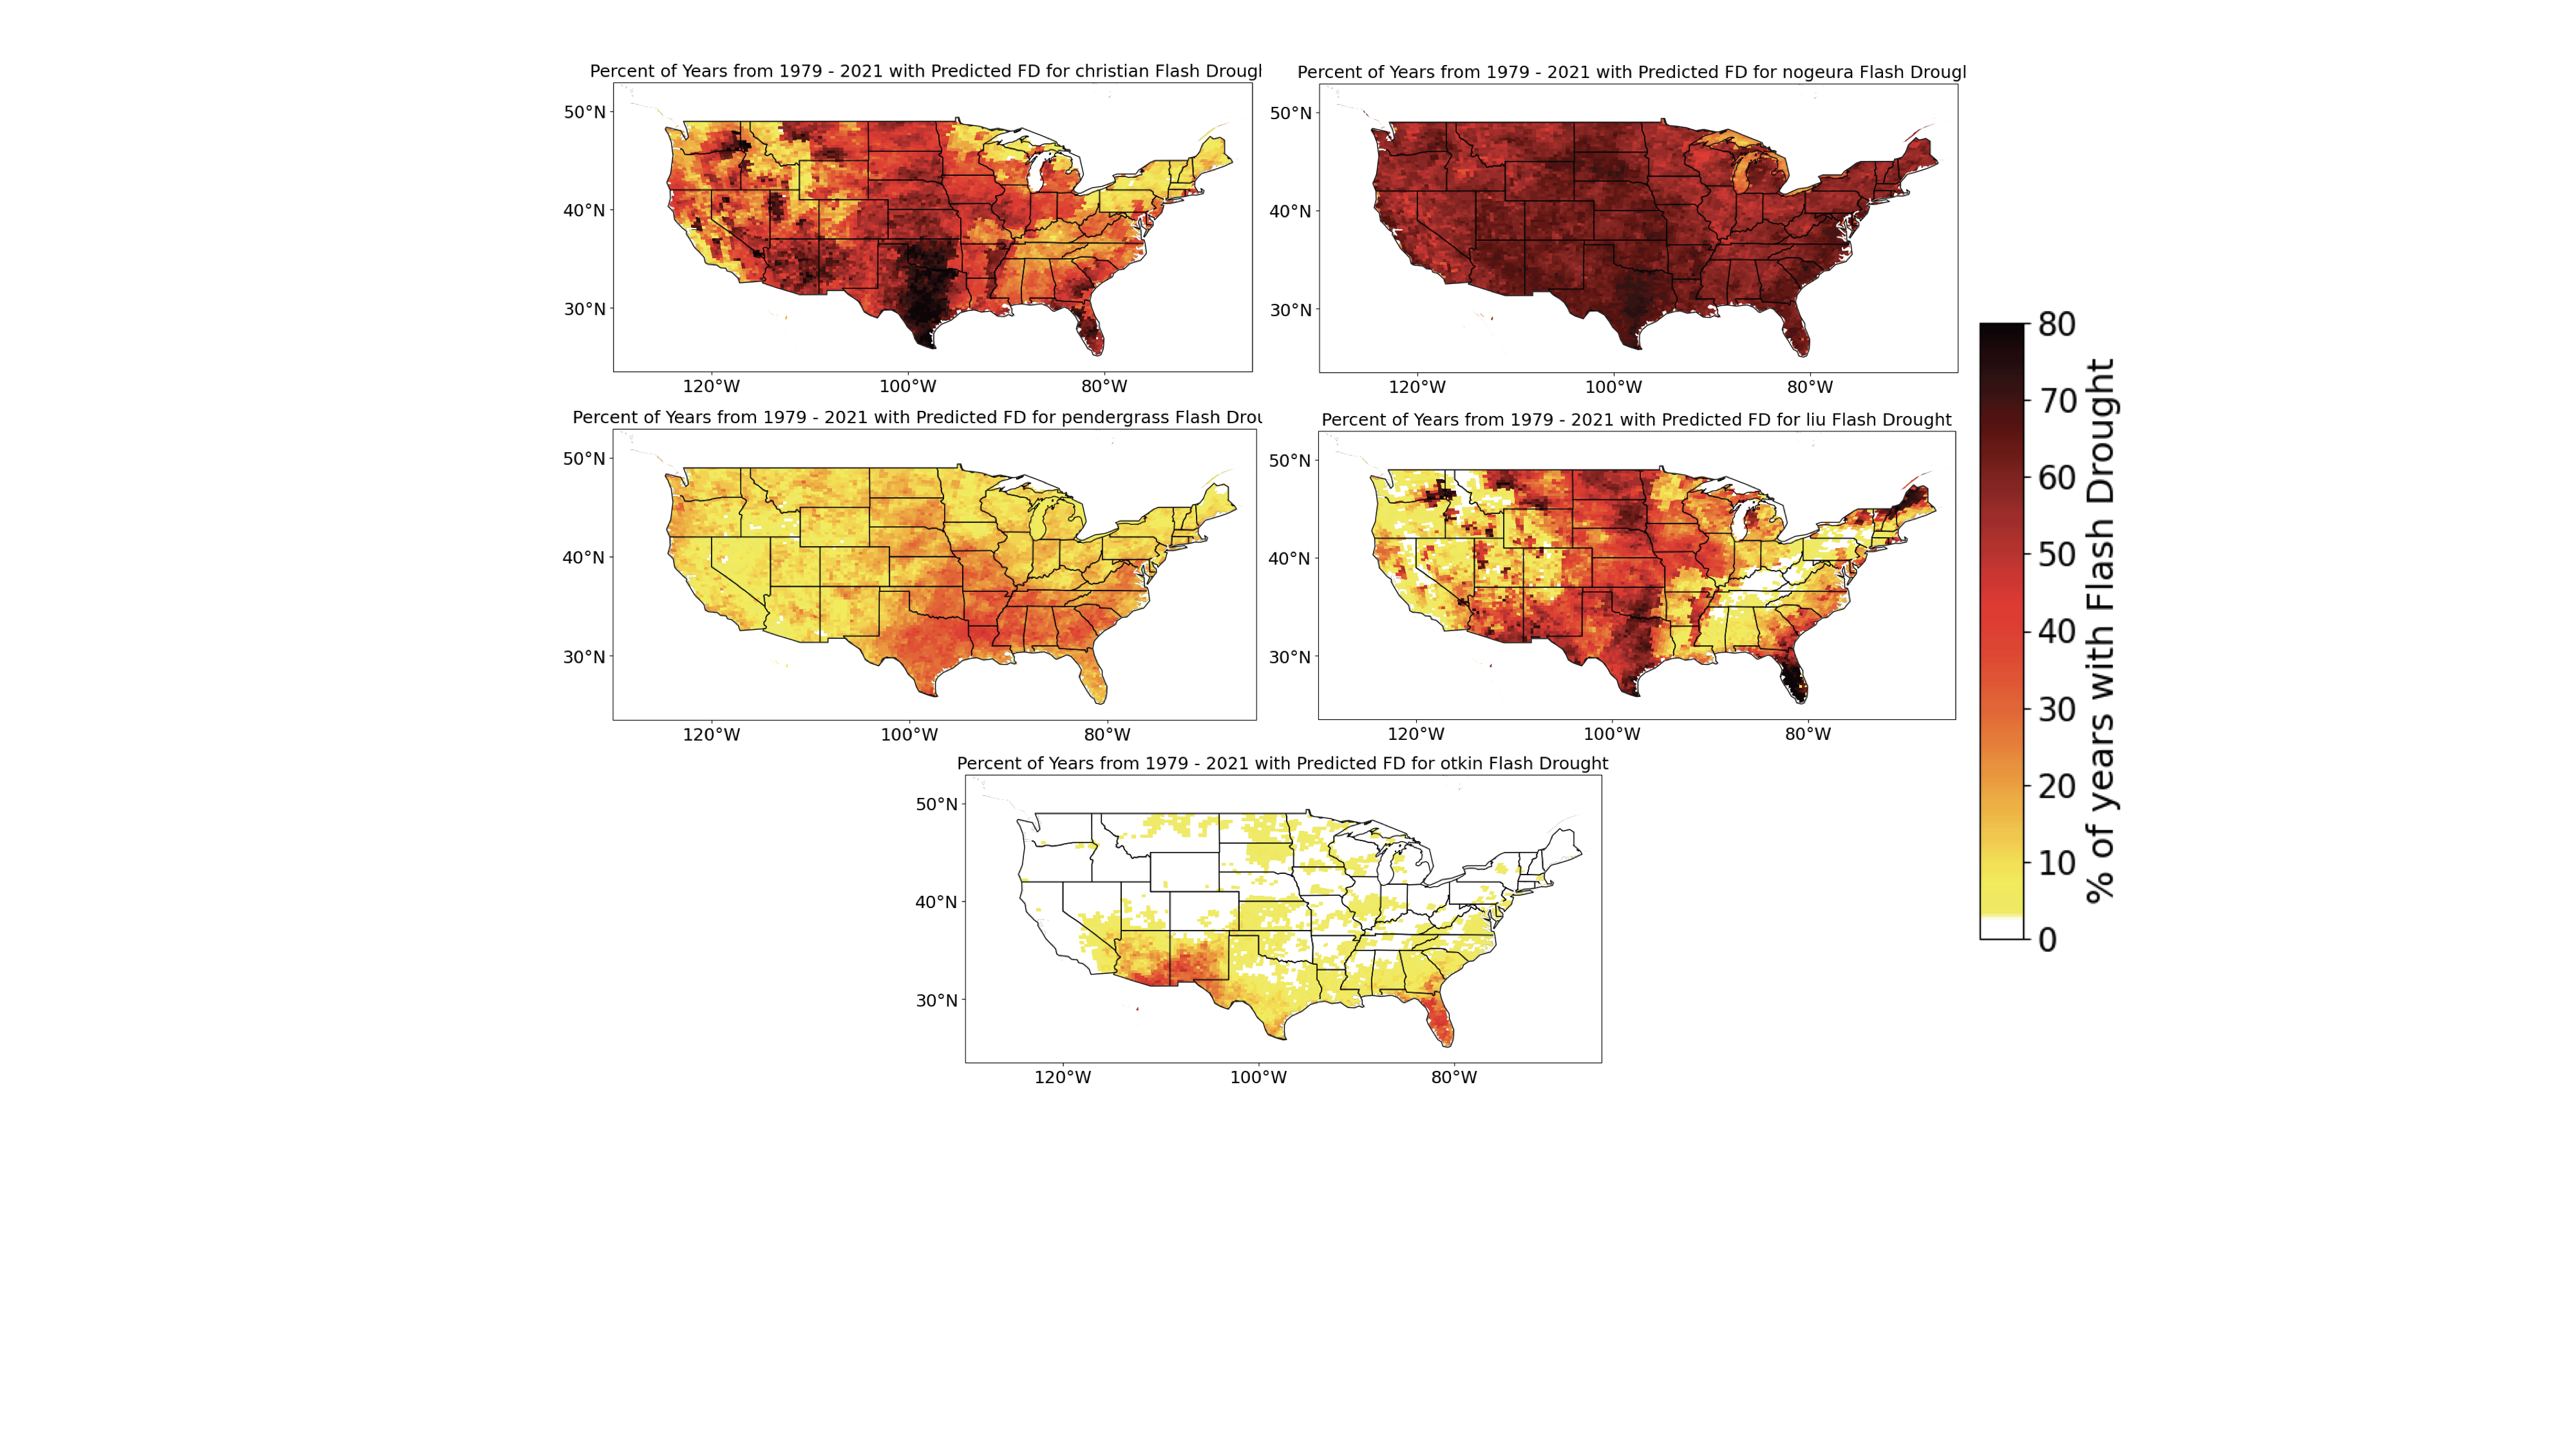 Percent of Years from 1979 - 2021 with Predicted FD for christian Flash
50°N
40°N
30°N
120°W 100°W 80°W
Percent of Years from 1979 - 2021 with Predicted FD for nogeura Flash
50°N
40°N
30°N
120°W 100°W 80°W
Percent of Years from 1979 - 2021 with Predicted FD for pendergrass Flash
50°N
40°N
30°N
120°W 100°W 80°W
Percent of Years from 1979 - 2021 with Predicted FD for liu Flash Drought
50°N
40°N
30°N
120°W 100°W 80°W
Percent of Years from 1979 - 2021 with Predicted FD for otkin Flash Drought
50°N
40°N
30°N
120°W 100°W 80°W
80
70
60
50
40
30
20
10
0
% of years with Flash Drought